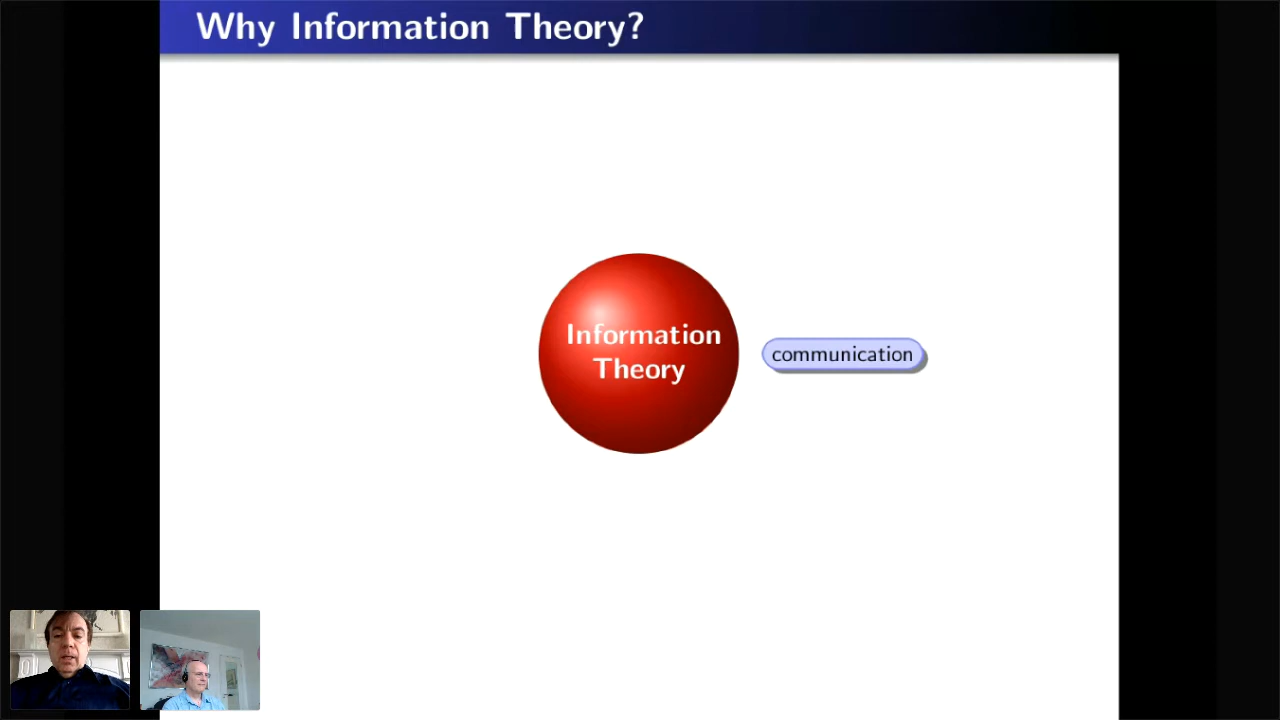 Why Information Theory?
Information
Theory
communication